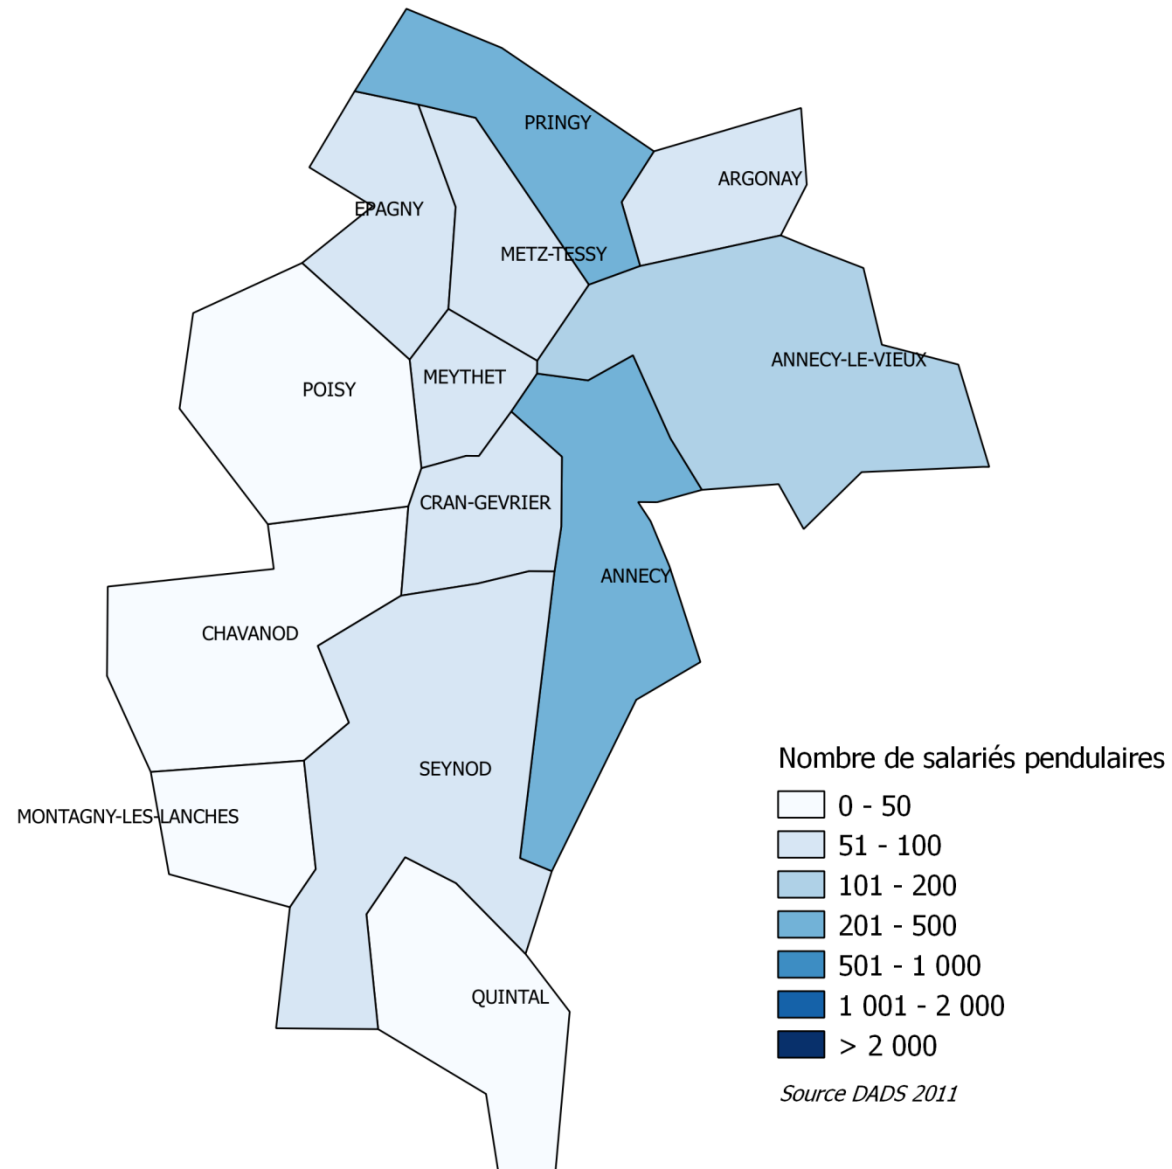 PRINGY
ARGONAY
EPAGNY
METZ-TESSY
ANNECY-LE-VIEUX
MEYTHET
POISY
CRAN-GEVRIER
ANNECY
CHAVANOD
SEYNOD
MONTAGNY-LES-LANCHES
QUINTAL
Nombre de salariés pendulaires
0 - 50
51 - 100
101 - 200
201 - 500
501 - 1 000
1 001 - 2 000
> 2 000
Source DADS 2011